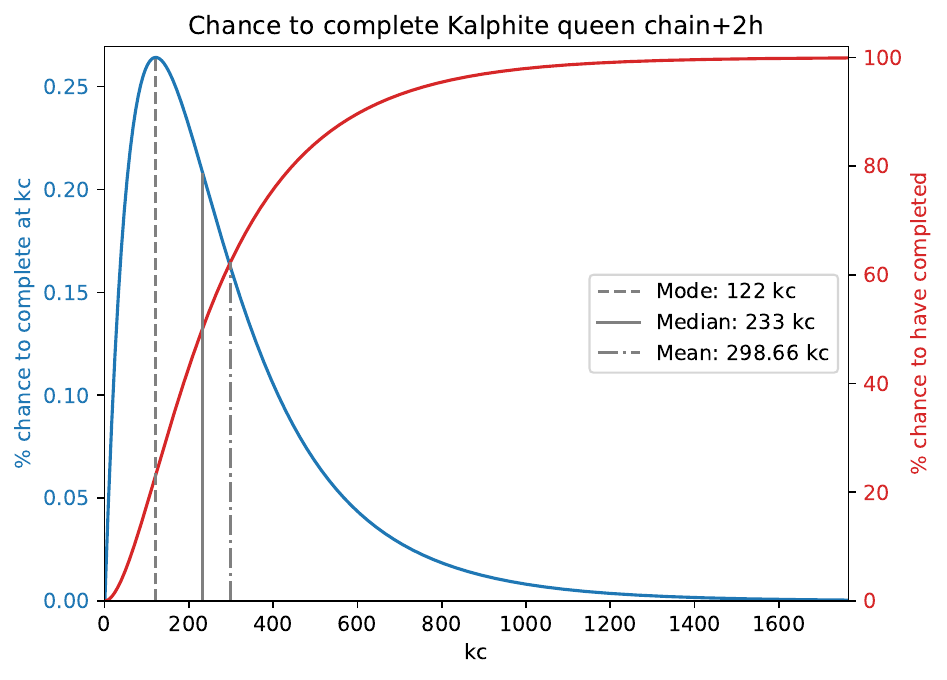 Chance to complete Kalphite queen chain+2h
% chance to complete at kc
0.25
0.20
0.15
0.10
0.05
0.00
100
80
60
40
20
0
% chance to have completed
Mode: 122 kc
Median: 233 kc
Mean: 298.66 kc
0 200 400 600 800 1000 1200 1400 1600
kc